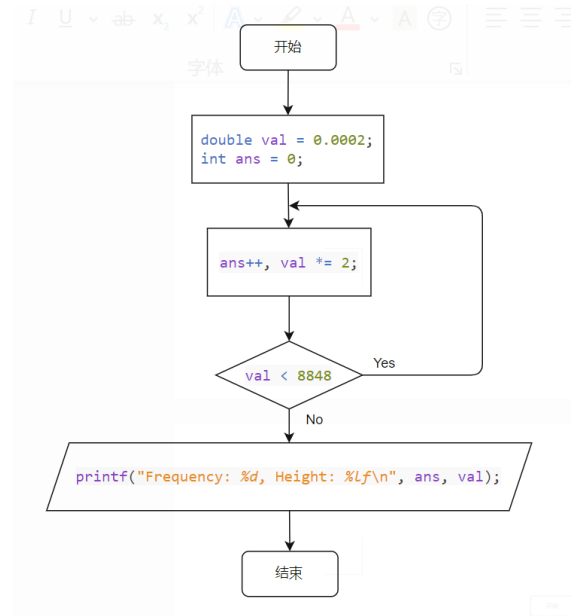 字体
开始
double val = 0.0002;
int ans = 0;
ans++, val *= 2;
val < 8848
Yes
No
printf("Frequency: %d, Height: %lf\n", ans, val);
结束